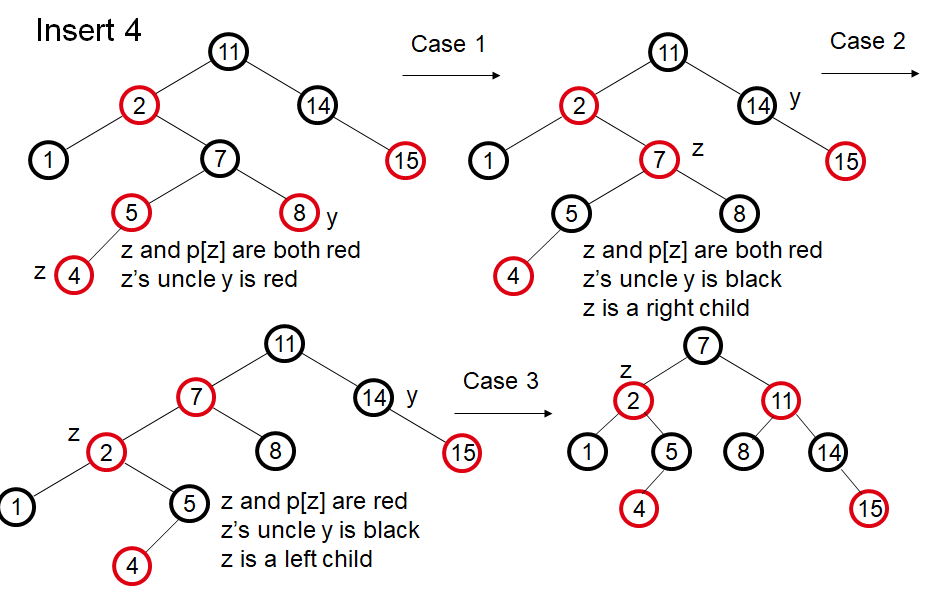 Insert 4
Case 1
Case 2
11
2
14
1
7
15
5
8
y
z
4
z and p[z] are both red
z's uncle y is red
11
2
14
y
1
7
z
15
5
8
4
z and p[z] are both red
z's uncle y is black
z is a right child
11
7
14
y
z
2
8
15
1
5
4
z and p[z] are red
z's uncle y is black
z is a left child
Case 3
7
z
2
11
1
5
8
14
4
15